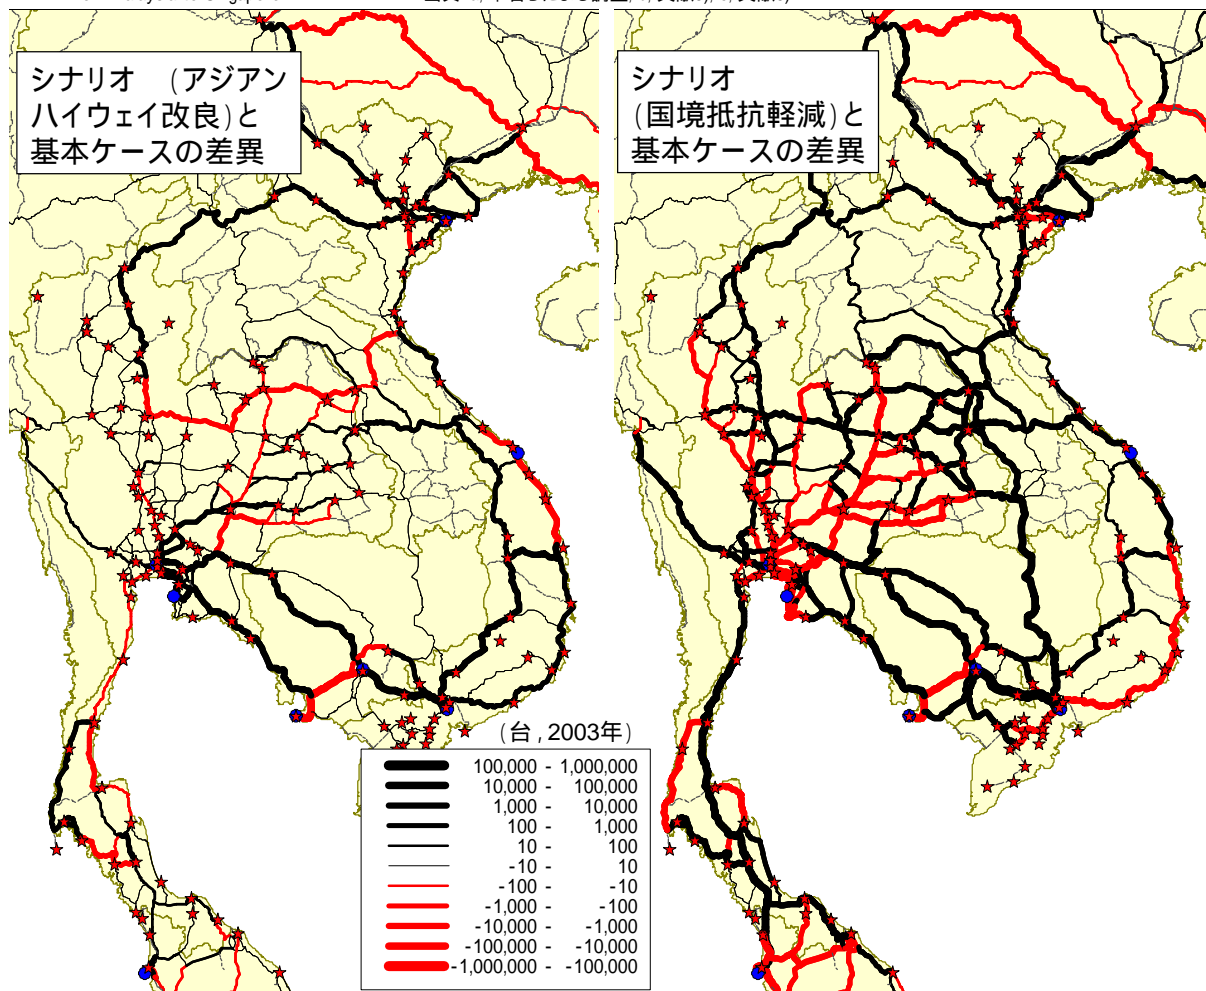 シナリオ (アジアン
ハイウェイ改良)と
基本ケースの差異
シナリオ
(国境抵抗軽減)と
基本ケースの差異
(台,2003年)
100,000 - 1,000,000
10,000 - 100,000
1,000 - 10,000
100 - 1,000
10 - 100
-10 - 10
-100 - -10
-1,000 - -100
-10,000 - -1,000
-100,000 - -10,000
-1,000,000 - -100,000